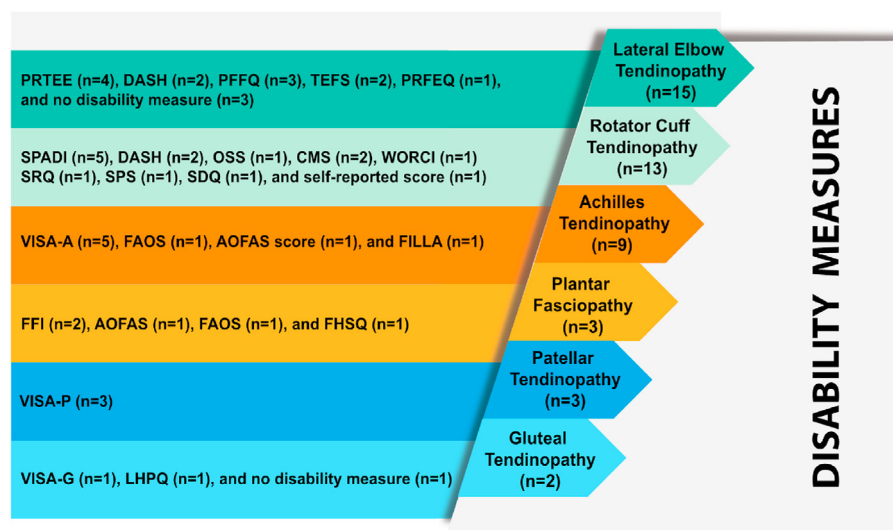 Lateral Elbow
Tendinopathy
(n=15)
PRTEE (n=4), DASH (n=2), PFFQ (n=3), TEFS (n=2), PRFEQ (n=1),
and no disability measure (n=3)
Rotator Cuff
Tendinopathy
(n=13)
SPADI (n=5), DASH (n=2), OSS (n=1), CMS (n=2), WORCI (n=1)
SRQ (n=1), SPS (n=1), SDQ (n=1), and self-reported score (n=1)
Achilles
Tendinopathy
(n=9)
VISA-A (n=5), FAOS (n=1), AOFAS score (n=1), and FILLA (n=1)
Plantar
Fasciopathy
(n=3)
FFI (n=2), AOFAS (n=1), FAOS (n=1), and FHSQ (n=1)
Patellar
Tendinopathy
(n=3)
VISA-P (n=3)
Gluteal
Tendinopathy
(n=2)
VISA-G (n=1), LHPQ (n=1), and no disability measure (n=1)
DISABILITY MEASURES